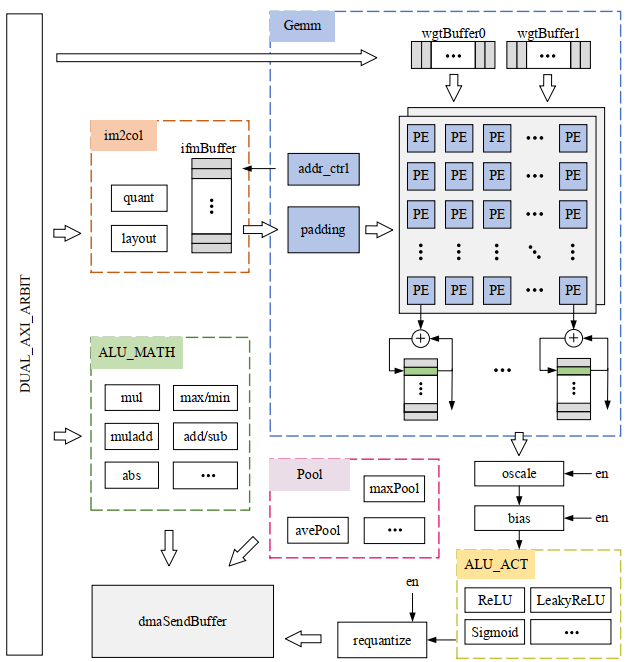 DUAL_AXI_ARBIT
Gemm
wgtBuffer0
wgtBuffer1
•••
•••
im2col
ifmBuffer
quant
layout
addr_ctrl
padding
PE PE PE ••• PE
PE PE PE ••• PE
PE PE PE ••• PE
PE PE PE ••• PE
+
+
•••
ALU_MATH
mul
max/min
muladd
add/sub
abs
•••
Pool
maxPool
avePool
•••
oscale
en
bias
en
ALU_ACT
ReLU
LeakyReLU
Sigmoid
•••
en
requantize
dmaSendBuffer